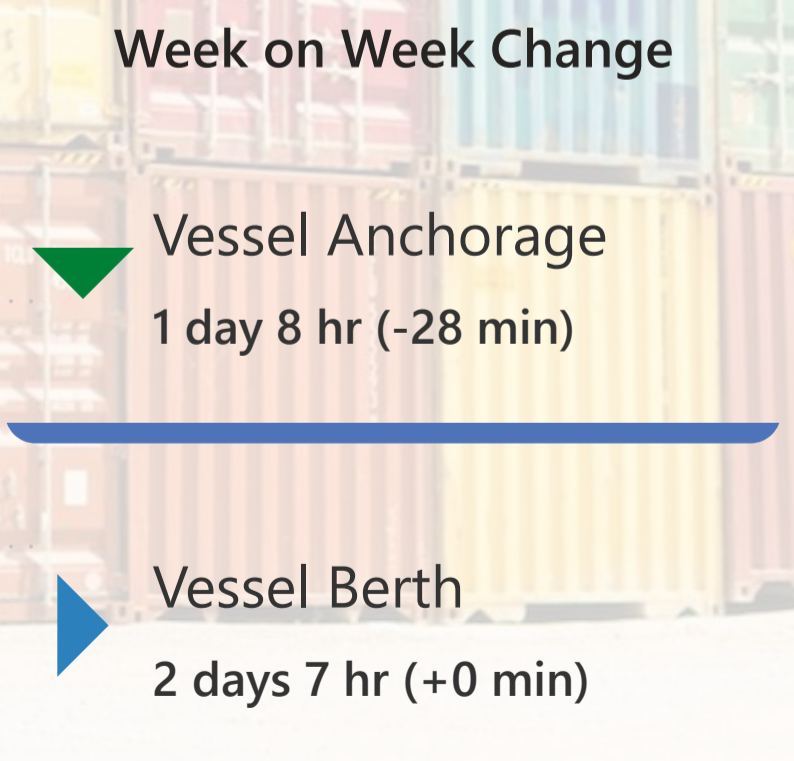 Week on Week Change
Vessel Anchorage
1 day 8 hr (-28 min)
Vessel Berth
2 days 7 hr (+0 min)